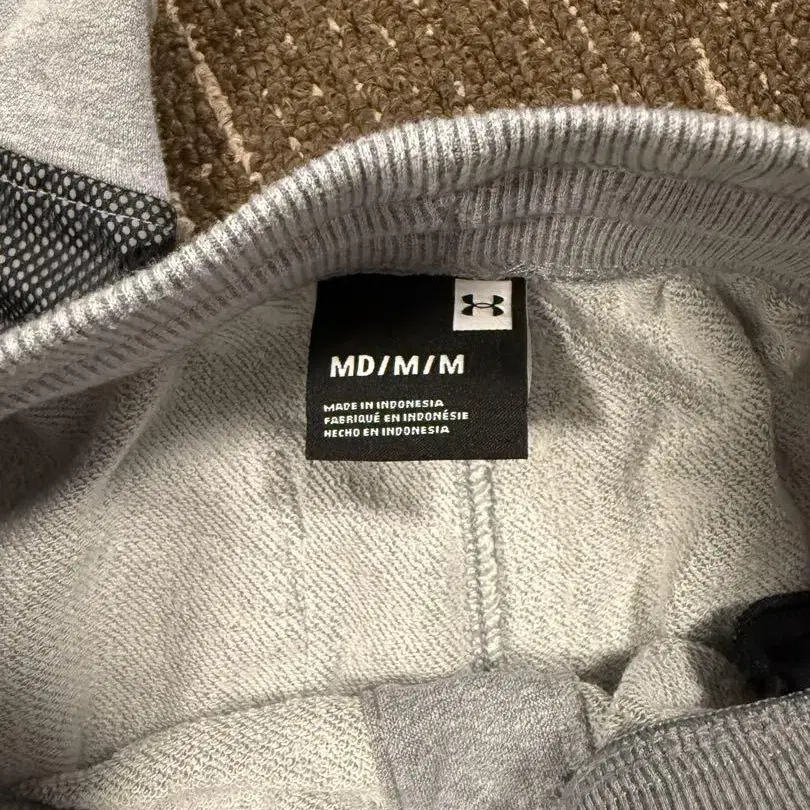 MD/M/M
MADE IN INDONESIA
FABRIQUÉ EN INDONÉSIE
HECHO EN INDONESIA